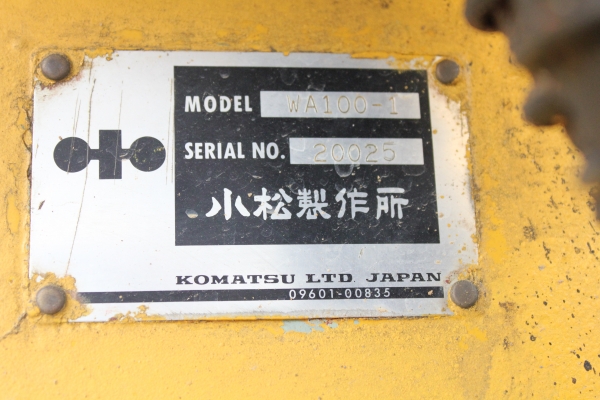 MODEL WA100-1
SERIAL NO. 20025
小松製作所
KOMATSU LTD. JAPAN
09601-00835